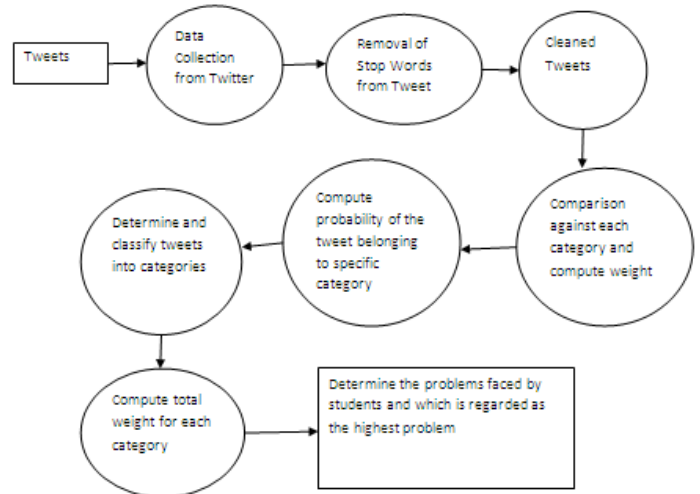 Tweets
Data
Collection
from Twitter
Removal of
Stop Words
from Tweet
Cleaned
Tweets
Comparison
against each
category and
compute weight
Compute
probability of the
tweet belonging
to specific
category
Determine and
classify tweets
into categories
Compute total
weight for each
category
Determine the problems faced by
students and which is regarded as
the highest problem